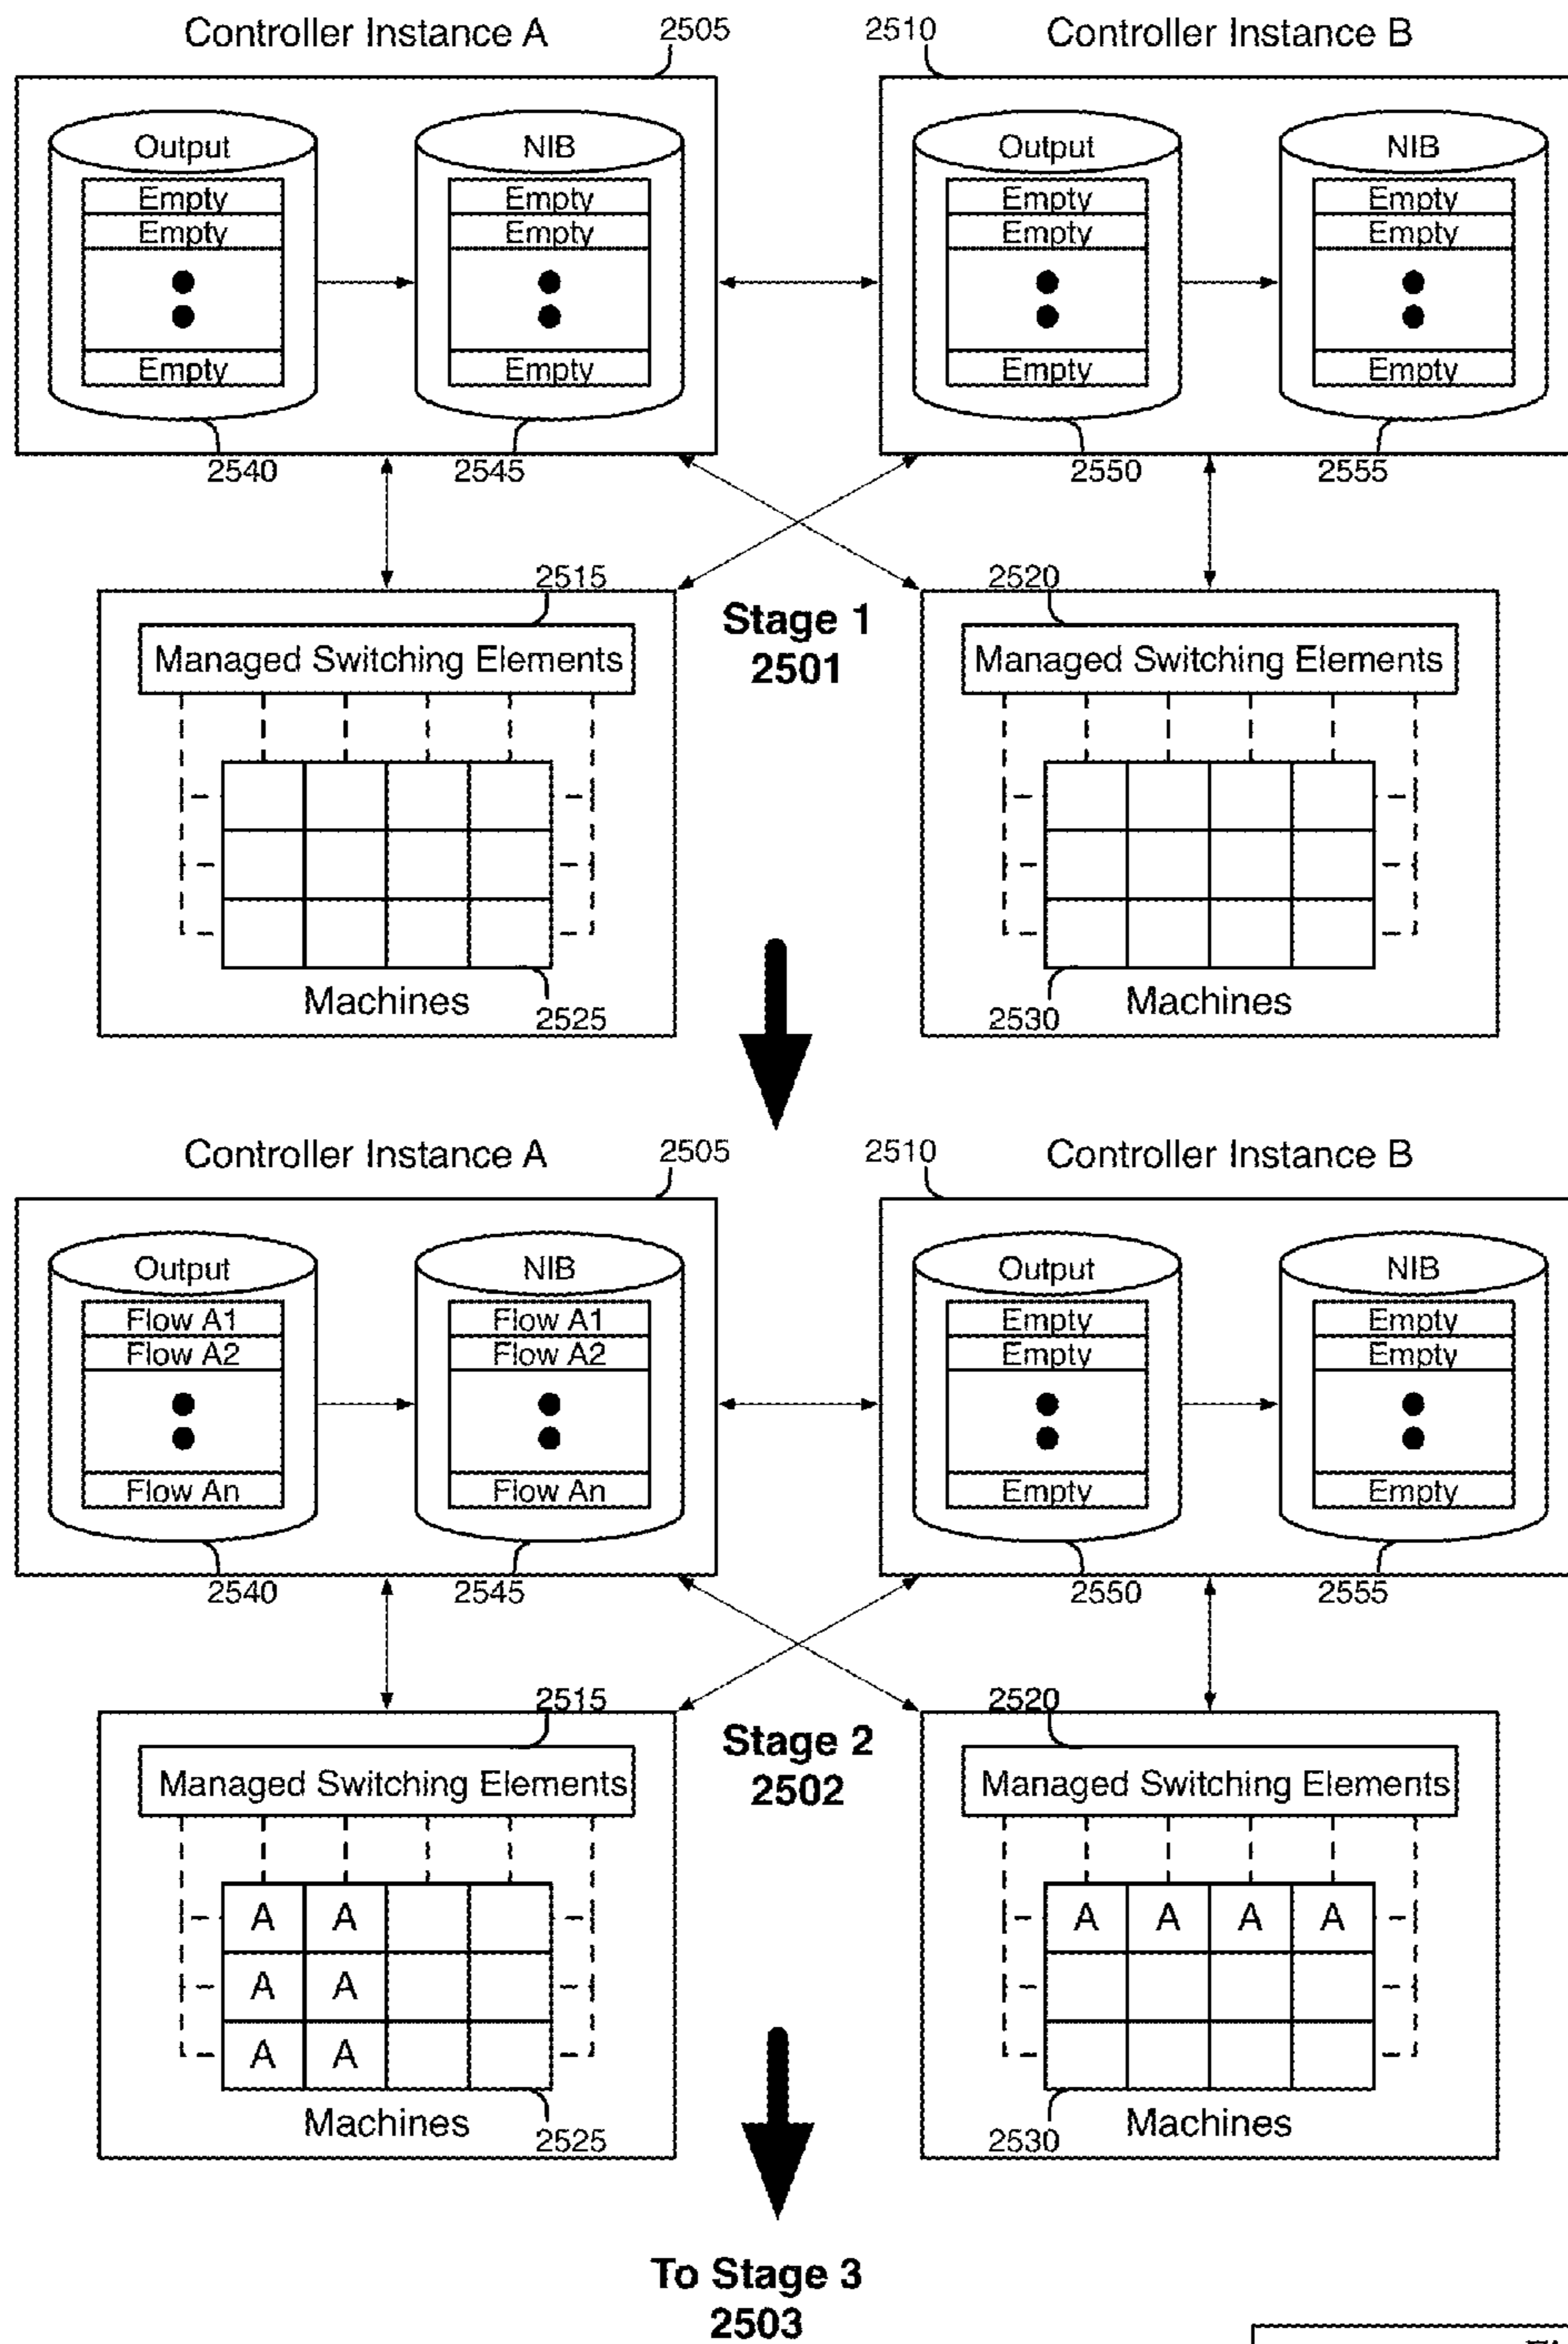 Controller Instance A 2505 2510 Controller Instance B
Output NIB Output NIB
Empty Empty Empty Empty
Empty Empty Empty Empty
Empty Empty Empty Empty
2540 2545 2550 2555
2515 2520
Stage 1
2501
Managed Switching Elements Managed Switching Elements
Machines Machines
2525 2530
Controller Instance A 2505 2510 Controller Instance B
Output NIB Output NIB
Flow A1 Flow A1 Empty Empty
Flow A2 Flow A2 Empty Empty
Flow An Flow An Empty Empty
2540 2545 2550 2555
2515 2520
Stage 2
2502
Managed Switching Elements Managed Switching Elements
A A A A A A
A A
A A
Machines Machines
2525 2530
To Stage 3
2503